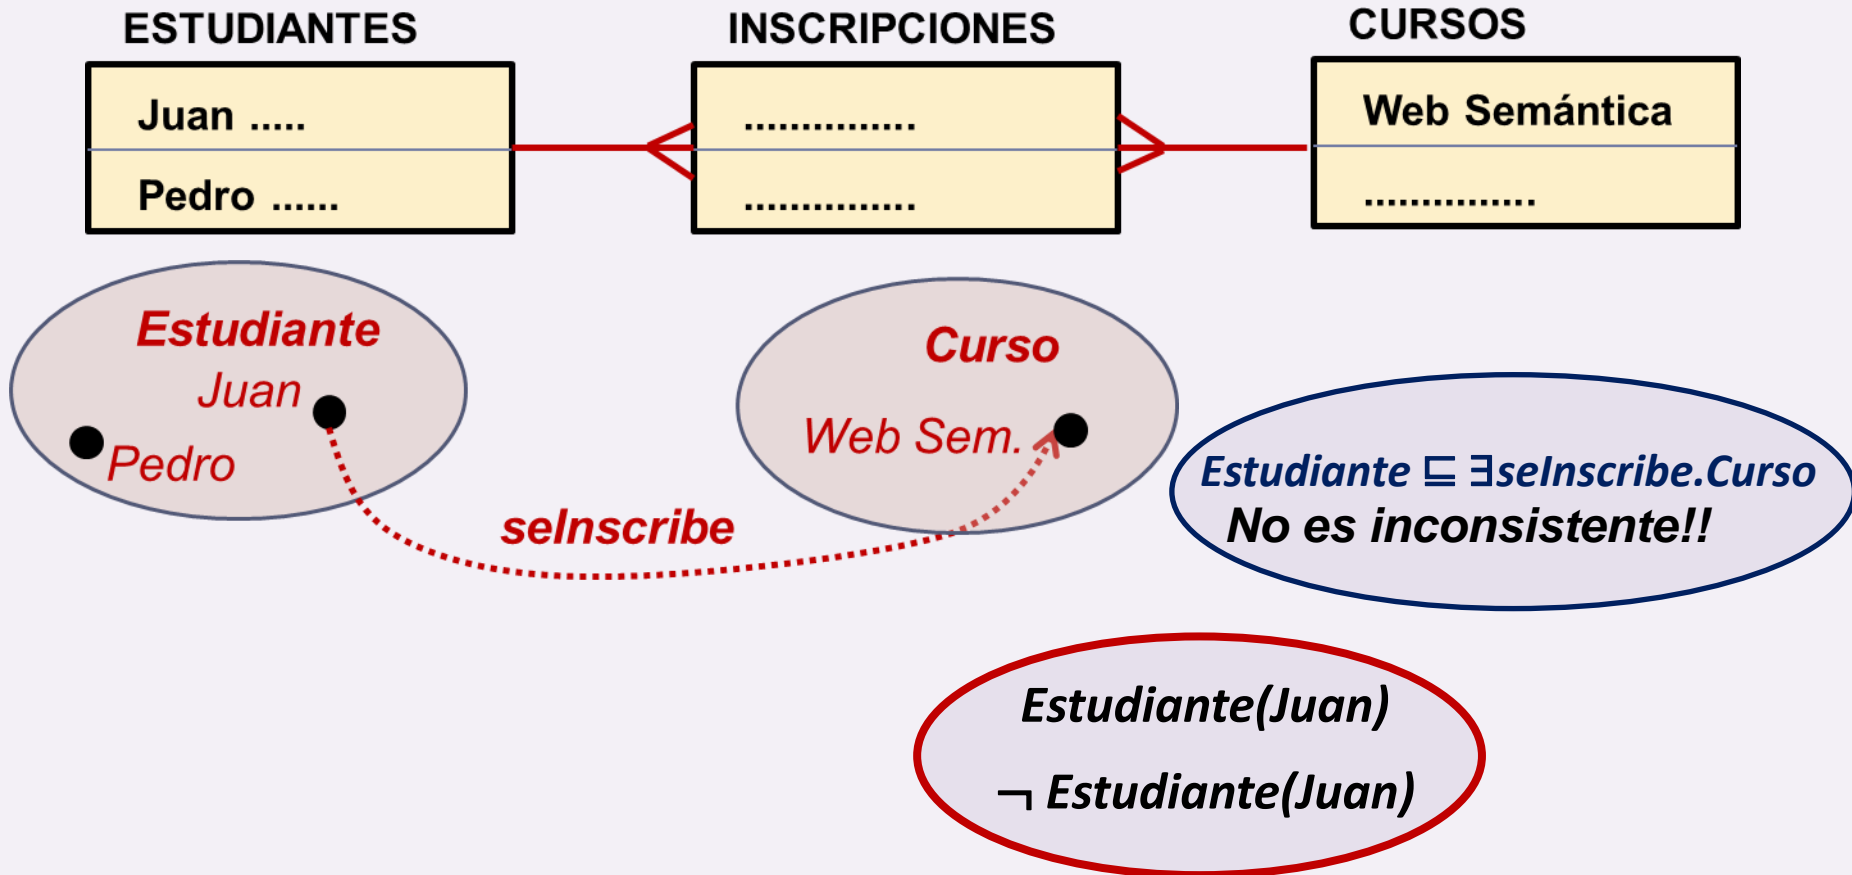 ESTUDIANTES
INSCRIPCIONES
CURSOS
Juan .....
Pedro ......
...............
...............
Web Semántica
...............
Estudiante
Juan
Pedro
seInscribe
Curso
Web Sem.
Estudiante ⊑ ∃seInscribe.Curso
No es inconsistente!!
Estudiante(Juan)
¬ Estudiante(Juan)